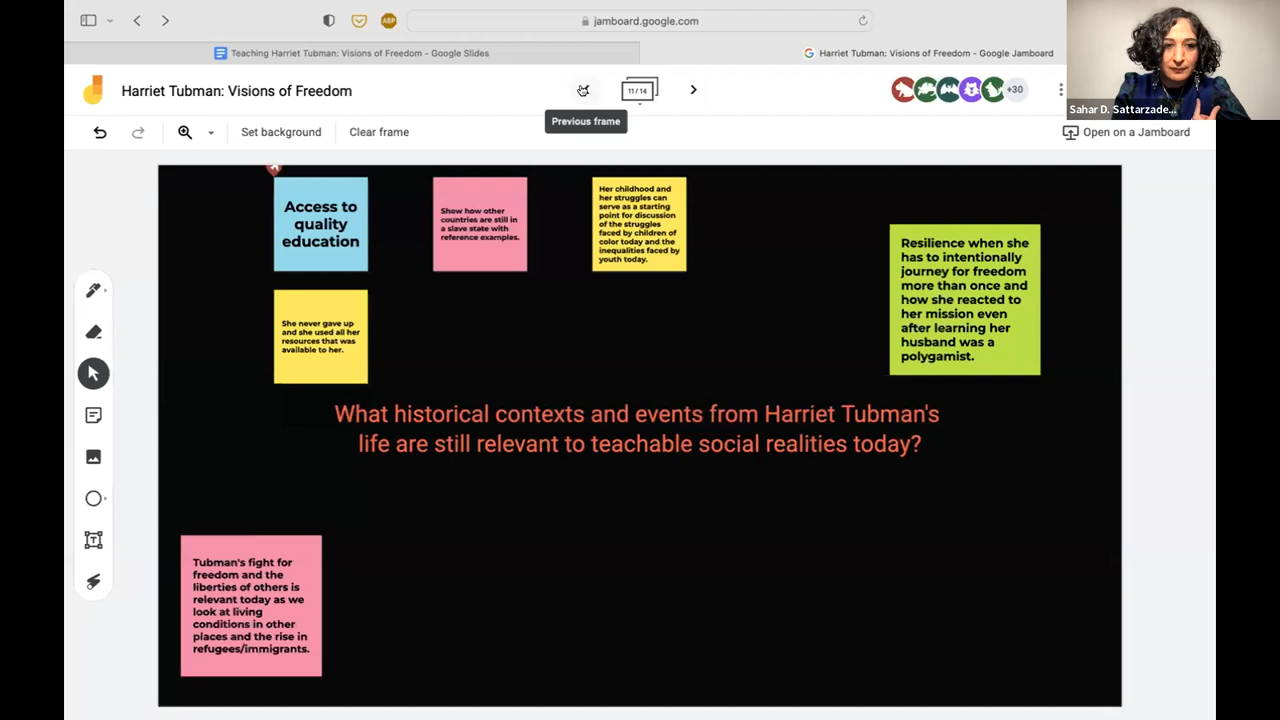 jamboard.google.com
Teaching Harriet Tubman: Visions of Freedom - Google Slides
Harriet Tubman: Visions of Freedom - Google Jamboard
Harriet Tubman: Visions of Freedom
11 / 14
+30
Previous frame
Sahar D. Sattarzade...
Set background
Clear frame
Open on a Jamboard
ABP
Access to
quality
education
Show how other
countries are still in
a slave state with
reference examples.
Her childhood and
her struggles can
serve as a starting
point for discussion
of the struggles
faced by children of
color today and the
inequalities faced by
youth today.
Resilience when she
has to intentionally
journey for freedom
more than once and
how she reacted to
her mission even
after learning her
husband was a
polygamist.
She never gave up
and she used all her
resources that was
available to her.
What historical contexts and events from Harriet Tubman's
life are still relevant to teachable social realities today?
Tubman's fight for
freedom and the
liberties of others is
relevant today as we
look at living
conditions in other
places and the rise in
refugees/immigrants.